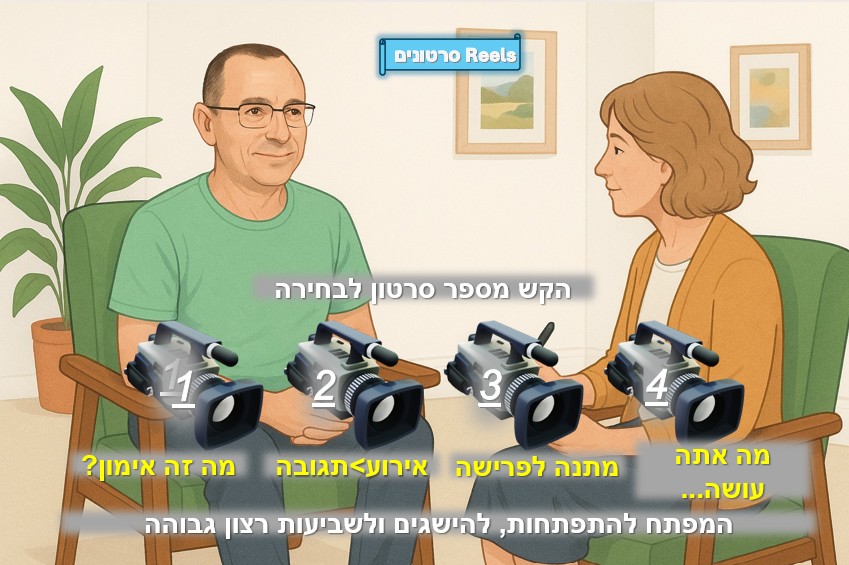 סרטונים Reels
הקש מספר סרטון לבחירה
1 2 3 4
מה זה אימון? אירוע>תגובה מתנה לפרישה מה אתה
עושה...
המפתח להתפתחות, להישגים ולשביעות רצון גבוהה